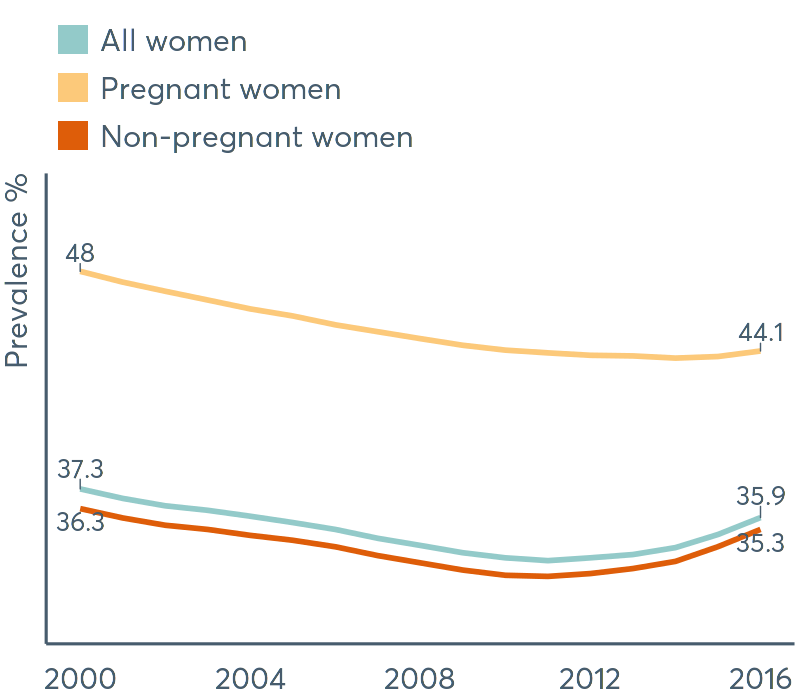 All women
Pregnant women
Non-pregnant women
Prevalence %
48
44.1
37.3
36.3
35.9
35.3
2000 2004 2008 2012 2016